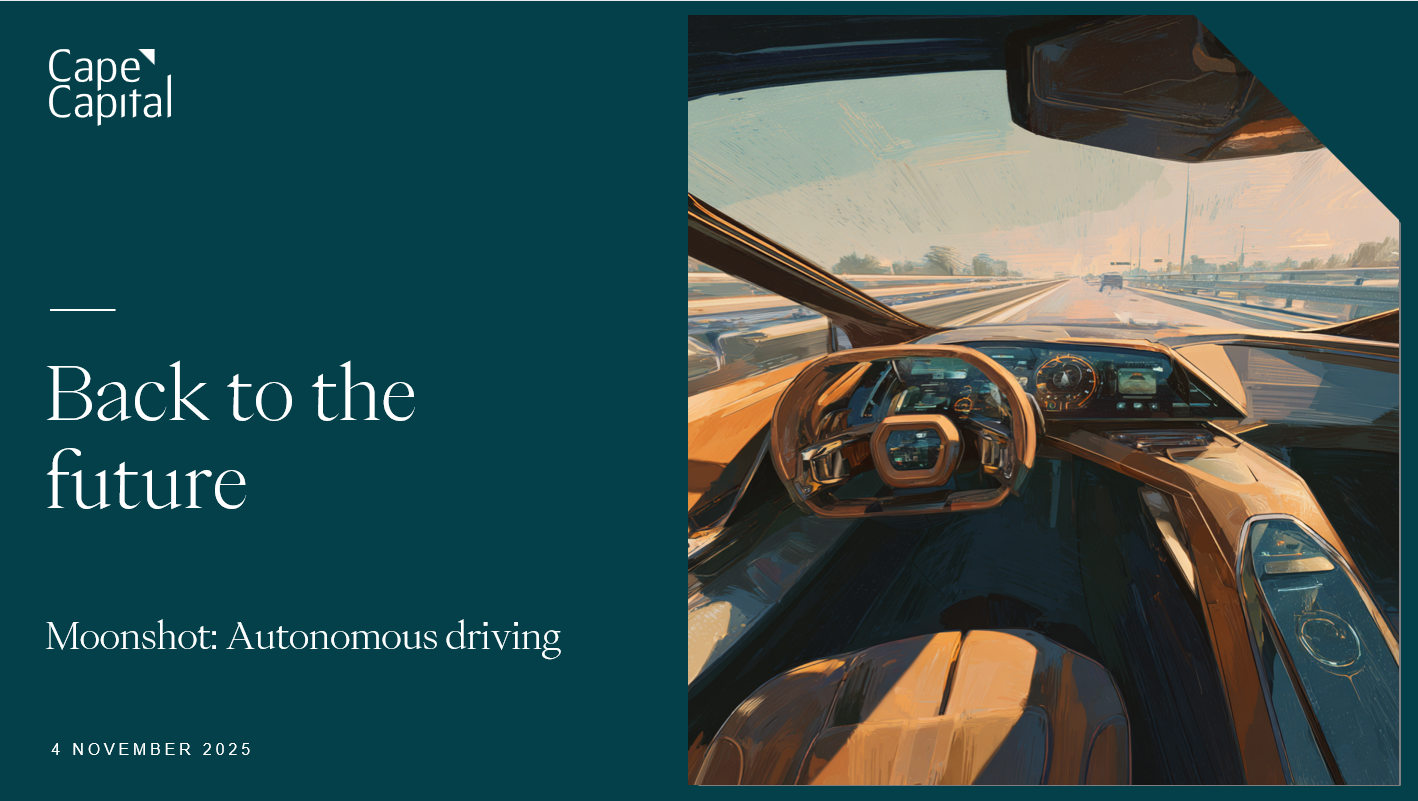 Cape
Capital
Back to the
future
Moonshot: Autonomous driving
4 NOVEMBER 2025